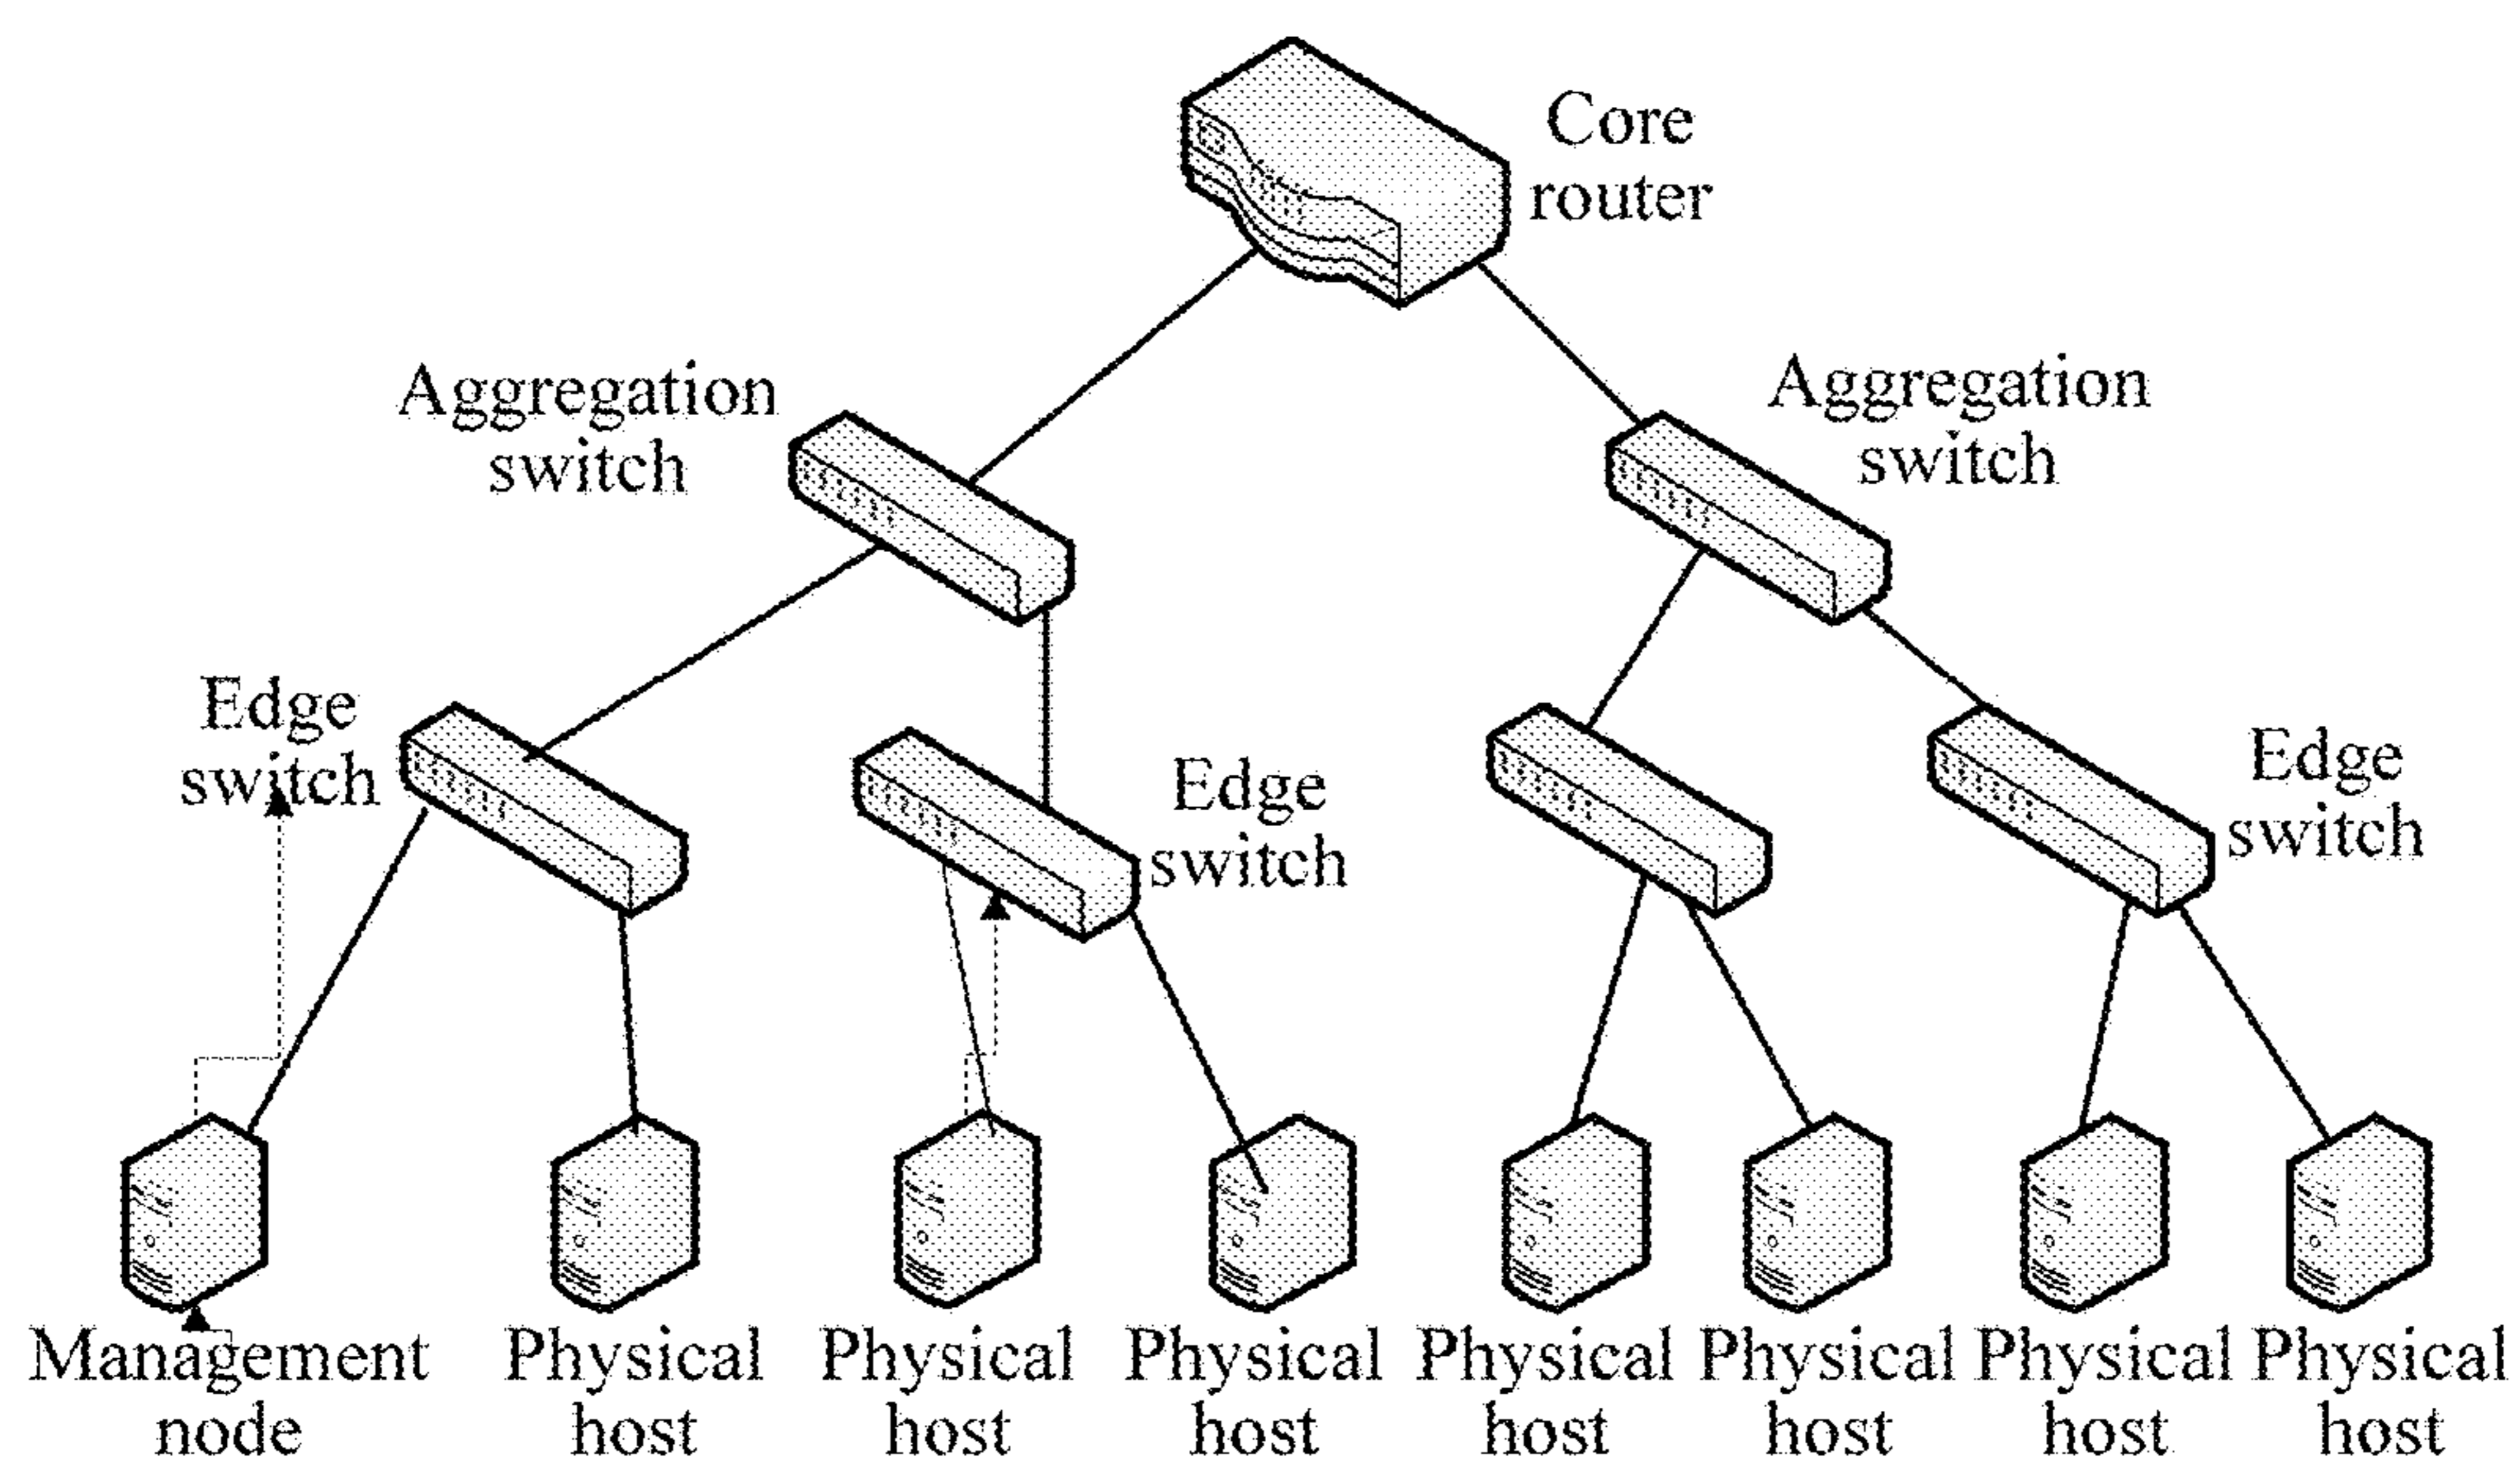 Core
router
Aggregation
switch
Aggregation
switch
Edge
switch
Edge
switch
Edge
switch
Management
node
Physical
host
Physical
host
Physical
host
Physical
host
Physical
host
Physical
host
Physical
host